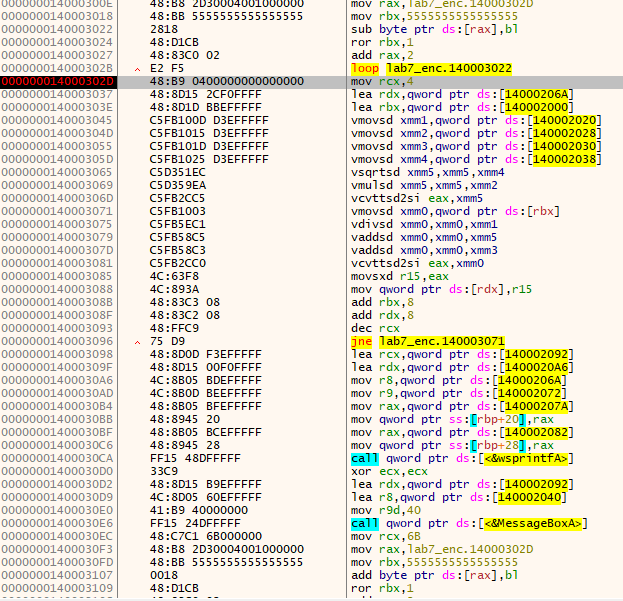 000000014000300E 48:B8 2D30004001000000 mov rax,lab7_enc.14000302D
0000000140003018 48:BB 5555555555555555 mov rbx,5555555555555555
0000000140003022 2818 sub byte ptr ds:[rax],bl
0000000140003024 48:D1CB ror rbx,1
0000000140003027 48:83C0 02 add rax,2
000000014000302B E2 F5 loop lab7_enc.140003022
000000014000302D 48:B9 0400000000000000 mov rcx,4
0000000140003037 48:8D15 2CF0FFFF lea rdx,qword ptr ds:[14000206A]
000000014000303E 48:8D1D BBEFFFFF lea rbx,qword ptr ds:[140002000]
0000000140003045 C5FB100D D3EFFFFF vmovsd xmm1,qword ptr ds:[140002020]
000000014000304D C5FB1015 D3EFFFFF vmovsd xmm2,qword ptr ds:[140002028]
0000000140003055 C5FB101D D3EFFFFF vmovsd xmm3,qword ptr ds:[140002030]
000000014000305D C5FB1025 D3EFFFFF vmovsd xmm4,qword ptr ds:[140002038]
0000000140003065 C5D351EC vsqrtsd xmm5,xmm5,xmm4
0000000140003069 C5D359EA vmulsd xmm5,xmm5,xmm2
000000014000306D C5FB2CC5 vcvttsd2si eax,xmm5
0000000140003071 C5FB1003 vmovsd xmm0,qword ptr ds:[rbx]
0000000140003075 C5FB5EC1 vdivsd xmm0,xmm0,xmm1
0000000140003079 C5FB58C5 vaddsd xmm0,xmm0,xmm5
000000014000307D C5FB58C3 vaddsd xmm0,xmm0,xmm3
0000000140003081 C5FB2CC0 vcvttsd2si eax,xmm0
0000000140003085 4C:63F8 movsxd r15,eax
0000000140003088 4C:893A mov qword ptr ds:[rdx],r15
000000014000308B 48:83C3 08 add rbx,8
000000014000308F 48:83C2 08 add rdx,8
0000000140003093 48:FFC9 dec rcx
0000000140003096 75 D9 jne lab7_enc.140003071
0000000140003098 48:8D0D F3EFFFFF lea rcx,qword ptr ds:[140002092]
000000014000309F 48:8D15 00F0FFFF lea rdx,qword ptr ds:[1400020A6]
00000001400030A6 4C:8B05 BDEFFFFF mov r8,qword ptr ds:[14000206A]
00000001400030AD 4C:8B0D BEEFFFFF mov r9,qword ptr ds:[140002072]
00000001400030B4 48:8B05 BFEFFFFF mov rax,qword ptr ds:[14000207A]
00000001400030BB 48:8945 20 mov qword ptr ss:[rbp+20],rax
00000001400030BF 48:8B05 BCEFFFFF mov rax,qword ptr ds:[140002082]
00000001400030C6 48:8945 28 mov qword ptr ss:[rbp+28],rax
00000001400030CA FF15 48DFFFFF call qword ptr ds:[<&wsprintfA>]
00000001400030D0 33C9 xor ecx,ecx
00000001400030D2 48:8D15 B9EFFFFF lea rdx,qword ptr ds:[140002092]
00000001400030D9 4C:8D05 60EFFFFF lea r8,qword ptr ds:[140002040]
00000001400030E0 41:B9 40000000 mov r9d,40
00000001400030E6 FF15 24DFFFFF call qword ptr ds:[<&MessageBoxA>]
00000001400030EC 48:C7C1 6B000000 mov rcx,6B
00000001400030F3 48:B8 2D30004001000000 mov rax,lab7_enc.14000302D
00000001400030FD 48:BB 5555555555555555 mov rbx,5555555555555555
0000000140003107 0018 add byte ptr ds:[rax],bl
0000000140003109 48:D1CB ror rbx,1